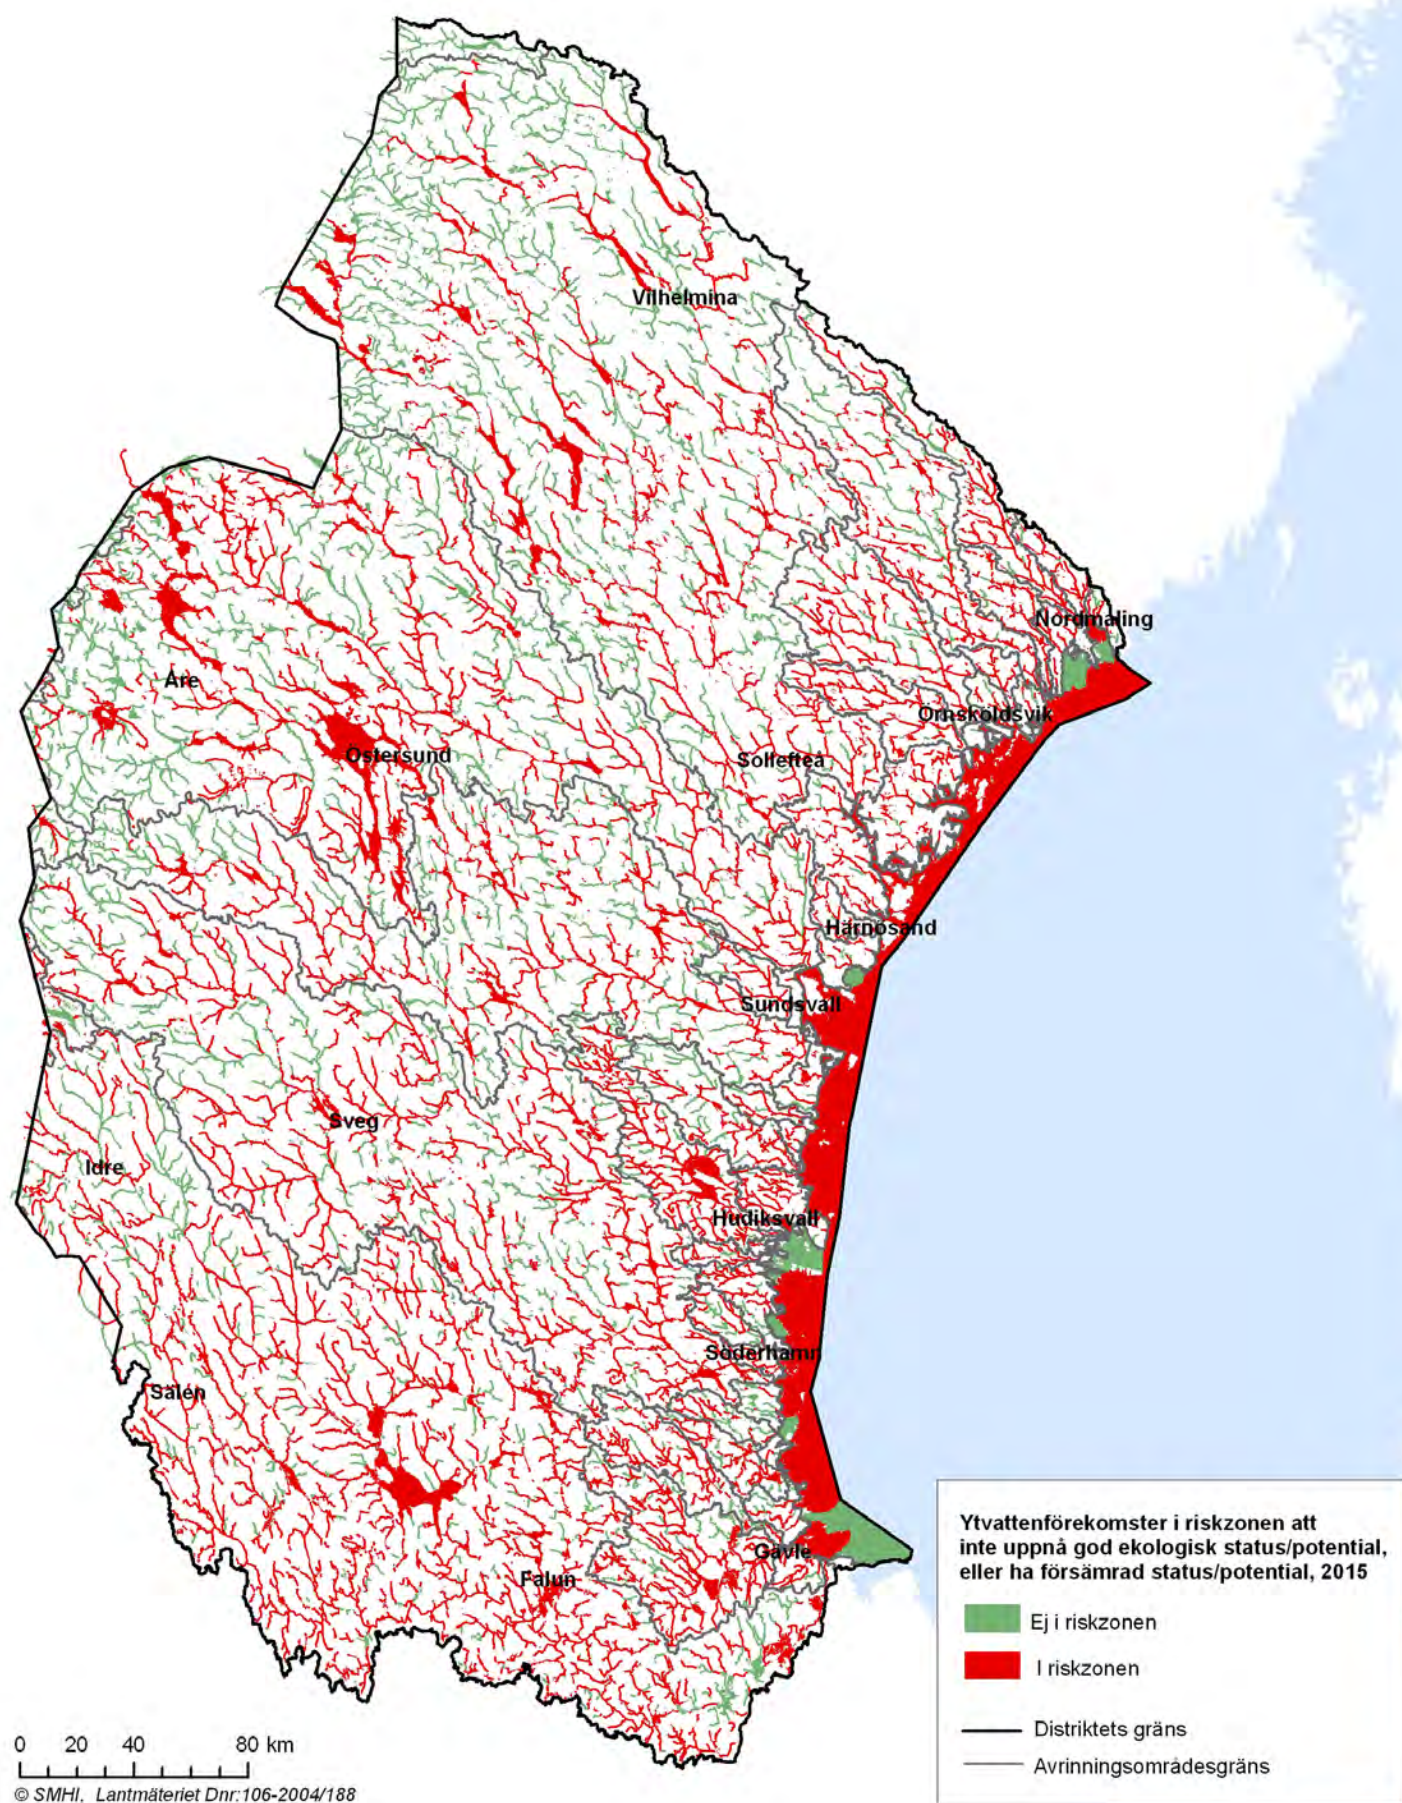 Vilhelmina
Nordmaling
Åre
Örnsköldsvik
Östersund
Sollefteå
Härnösand
Sundsvall
Sveg
Idre
Hudiksvall
Söderhamn
Sälen
Gävle
Falun
Ytvattenförekomster i riskzonen att
inte uppnå god ekologisk status/potential,
eller ha försämrad status/potential, 2015
Ej i riskzonen
I riskzonen
Distriktets gräns
Avrinningsområdesgräns
0 20 40 80 km
© SMHI, Lantmäteriet Dnr:106-2004/188